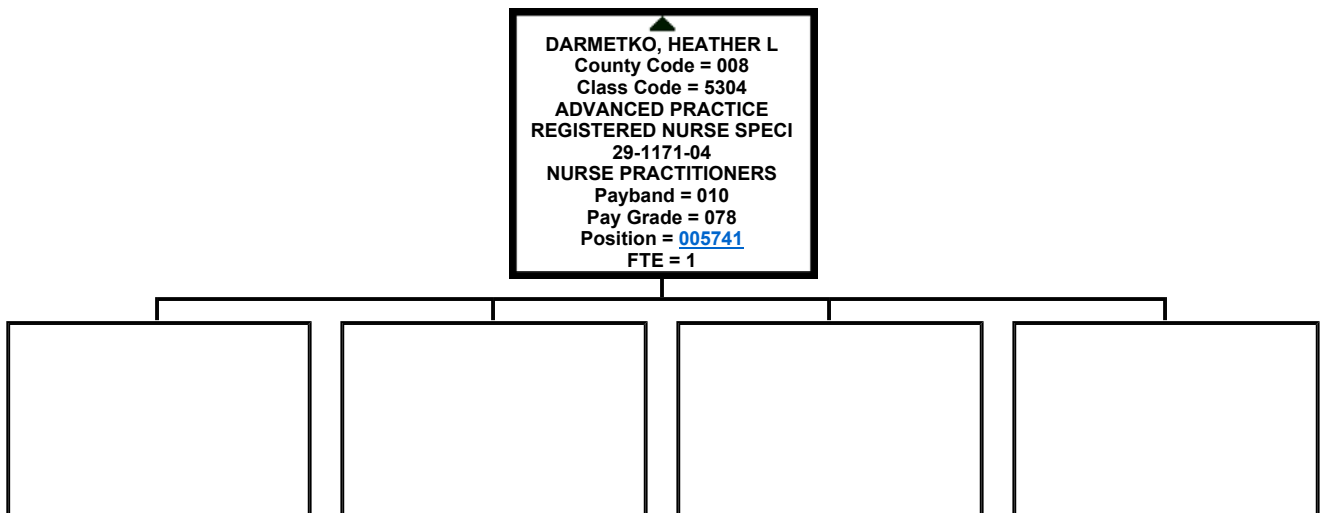 DARMETKO, HEATHER L
County Code = 008
Class Code = 5304
ADVANCED PRACTICE
REGISTERED NURSE SPECI
29-1171-04
NURSE PRACTITIONERS
Payband = 010
Pay Grade = 078
Position = 005741
FTE = 1